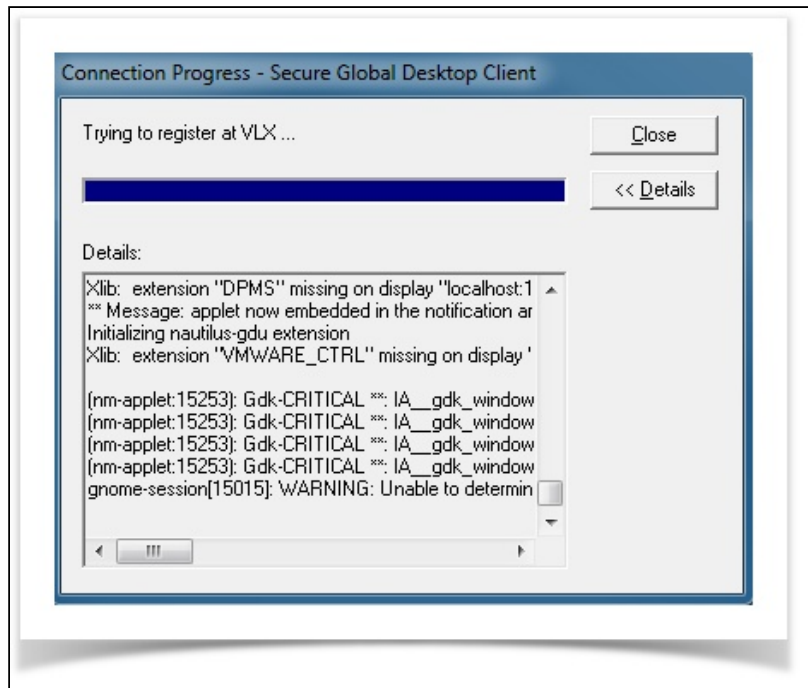 Connection Progress - Secure Global Desktop Client
Trying to register at VLX ...
Close
<< Details
Details:
Xlib:  extension "DPMS" missing on display "localhost:1
** Message: applet now embedded in the notification ar
Initializing nautilus-gdu extension
Xlib:  extension "VMWARE_CTRL" missing on display '
(nm-applet:15253): Gdk-CRITICAL **: IA__gdk_window
(nm-applet:15253): Gdk-CRITICAL **: IA__gdk_window
(nm-applet:15253): Gdk-CRITICAL **: IA__gdk_window
(nm-applet:15253): Gdk-CRITICAL **: IA__gdk_window
gnome-session[15015]: WARNING: Unable to determin